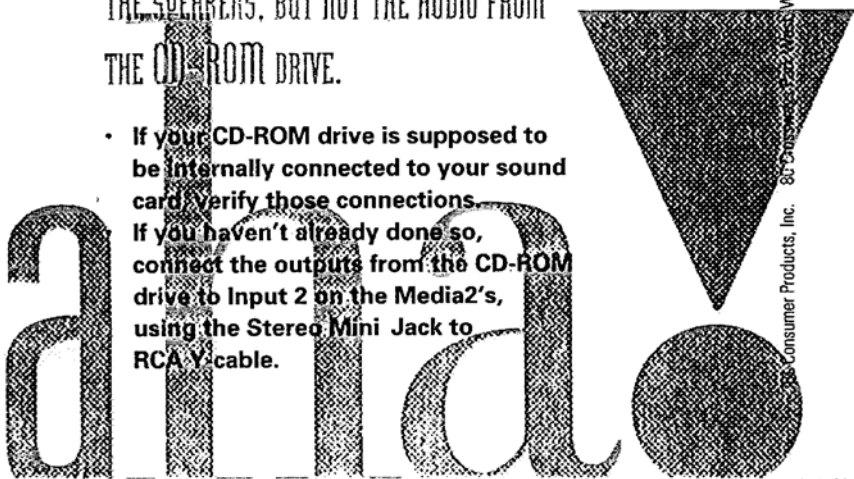 THE SPEAKERS, BUT NOT THE AUDIO FROM
THE CD-ROM DRIVE.
• If your CD-ROM drive is supposed to
be internally connected to your sound
card, verify those connections.
If you haven't already done so,
connect the outputs from the CD-ROM
drive to Input 2 on the Media2's,
using the Stereo Mini Jack to
RCA Y-cable.
aha!
Consumer Products, Inc. 80